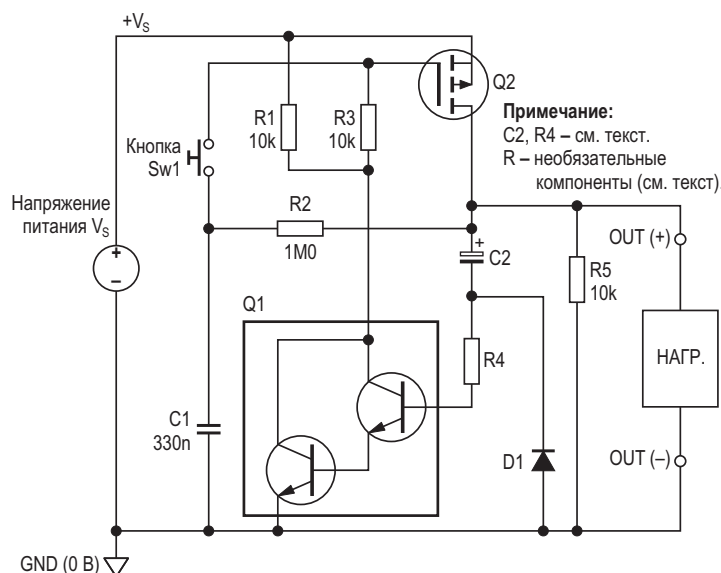 +VS
Q2
Примечание:
C2, R4 – см. текст.
R – необязательные
компоненты (см. текст).
R1
10k
R3
10k
Кнопка
Sw1
Напряжение
питания VS
R2
1M0
+
C2
OUT (+)
R5
10k
НАГР.
Q1
R4
+
–
C1
330n
D1
OUT (–)
GND (0 В)